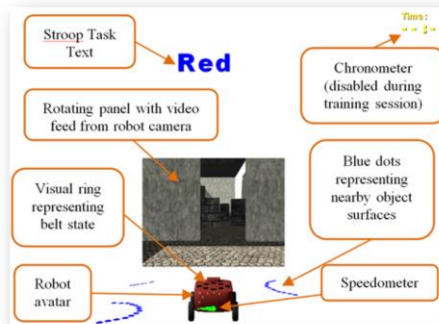 Stroop Task
Text
Red
Time:
--:--
Chronometer
(disabled during
training session)
Rotating panel with video
feed from robot camera
Blue dots
representing
nearby object
surfaces
Visual ring
representing
belt state
Robot
avatar
Speedometer